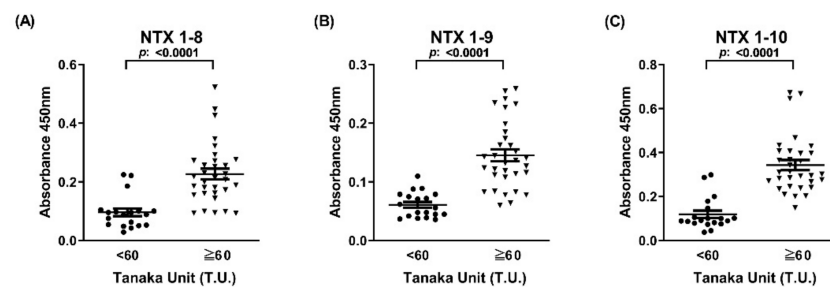 (A)
NTX 1-8
p: <0.0001
0.6
0.4
0.2
0.0
Absorbance 450nm
<60
≧60
Tanaka Unit (T.U.)
(B)
NTX 1-9
p: <0.0001
0.3
0.2
0.1
0.0
Absorbance 450nm
<60
≧60
Tanaka Unit (T.U.)
(C)
NTX 1-10
p: <0.0001
0.8
0.6
0.4
0.2
0.0
Absorbance 450nm
<60
≧60
Tanaka Unit (T.U.)